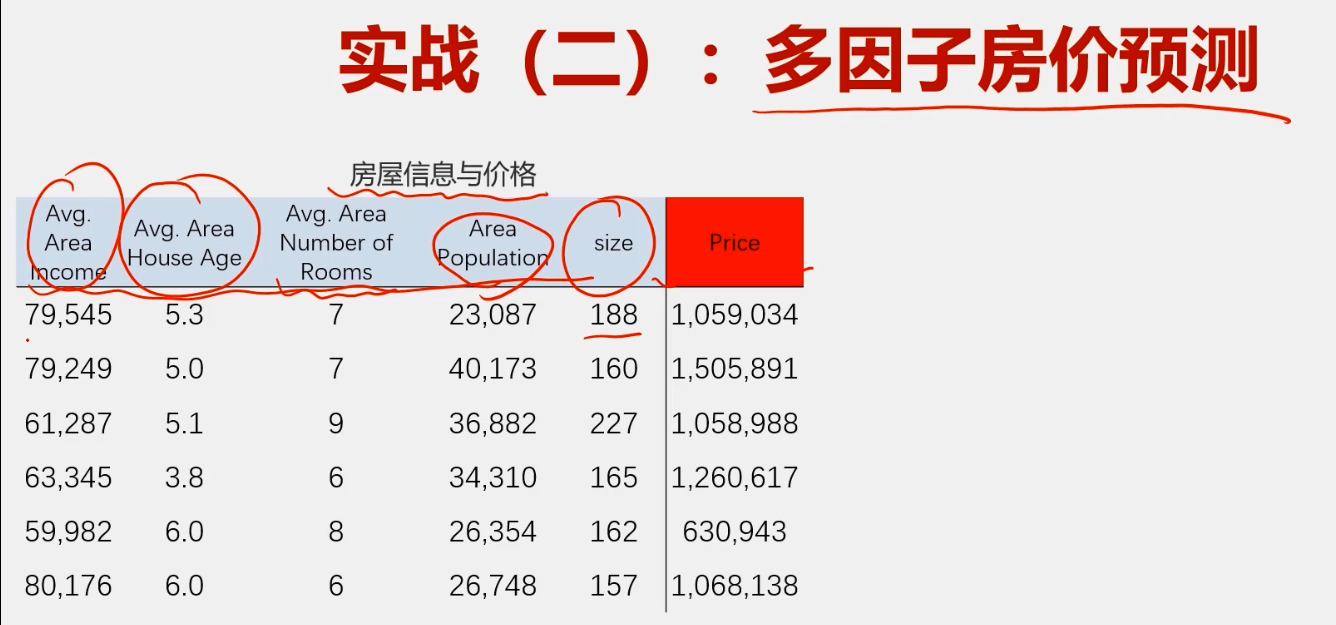 实战（二）：多因子房价预测
房屋信息与价格
Avg. Area Income Avg. Area House Age Avg. Area Number of Rooms Area Population size Price
79,545 5.3 7 23,087 188 1,059,034
79,249 5.0 7 40,173 160 1,505,891
61,287 5.1 9 36,882 227 1,058,988
63,345 3.8 6 34,310 165 1,260,617
59,982 6.0 8 26,354 162 630,943
80,176 6.0 6 26,748 157 1,068,138